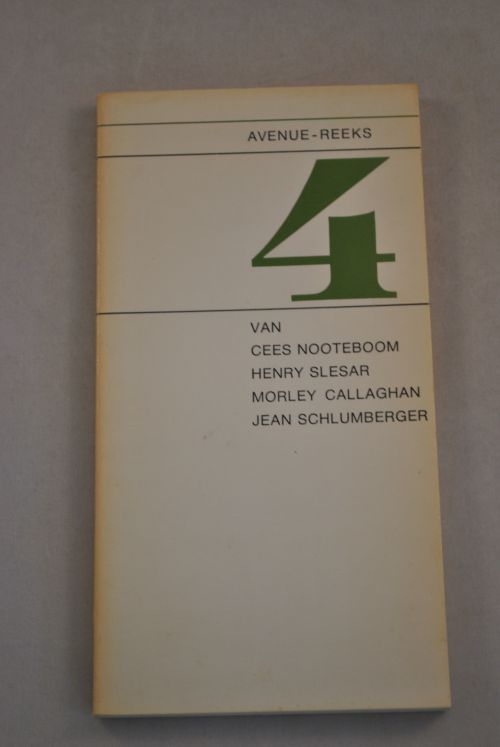 AVENUE-REEKS
4
VAN
CEES NOOTEBOOM
HENRY SLESAR
MORLEY CALLAGHAN
JEAN SCHLUMBERGER